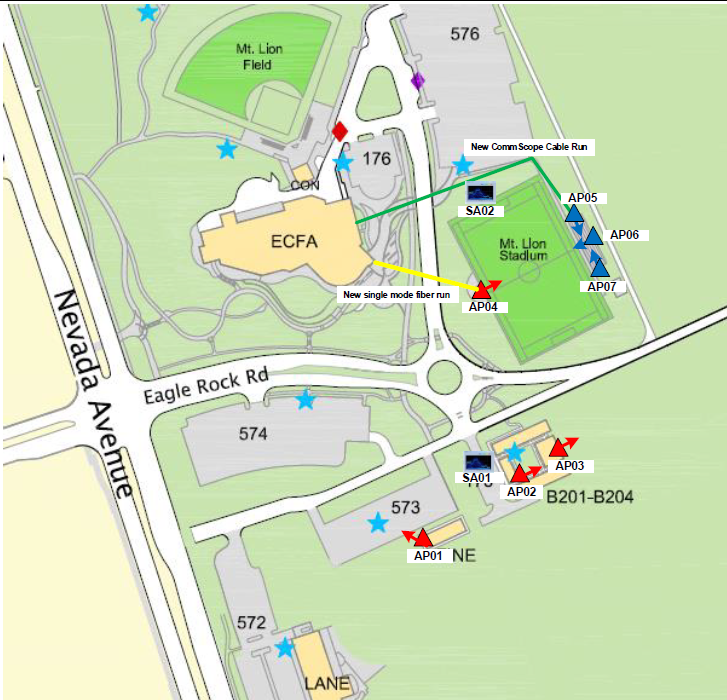 Mt. Lion
Field
576
New CommScope Cable Run
176
CON
SA02
AP05
AP06
ECFA
Mt. Lion
Stadium
AP07
New single mode fiber run
AP04
Nevada Avenue
Eagle Rock Rd
574
SA01
AP03
AP02
B201-B204
573
AP01
NE
572
LANE